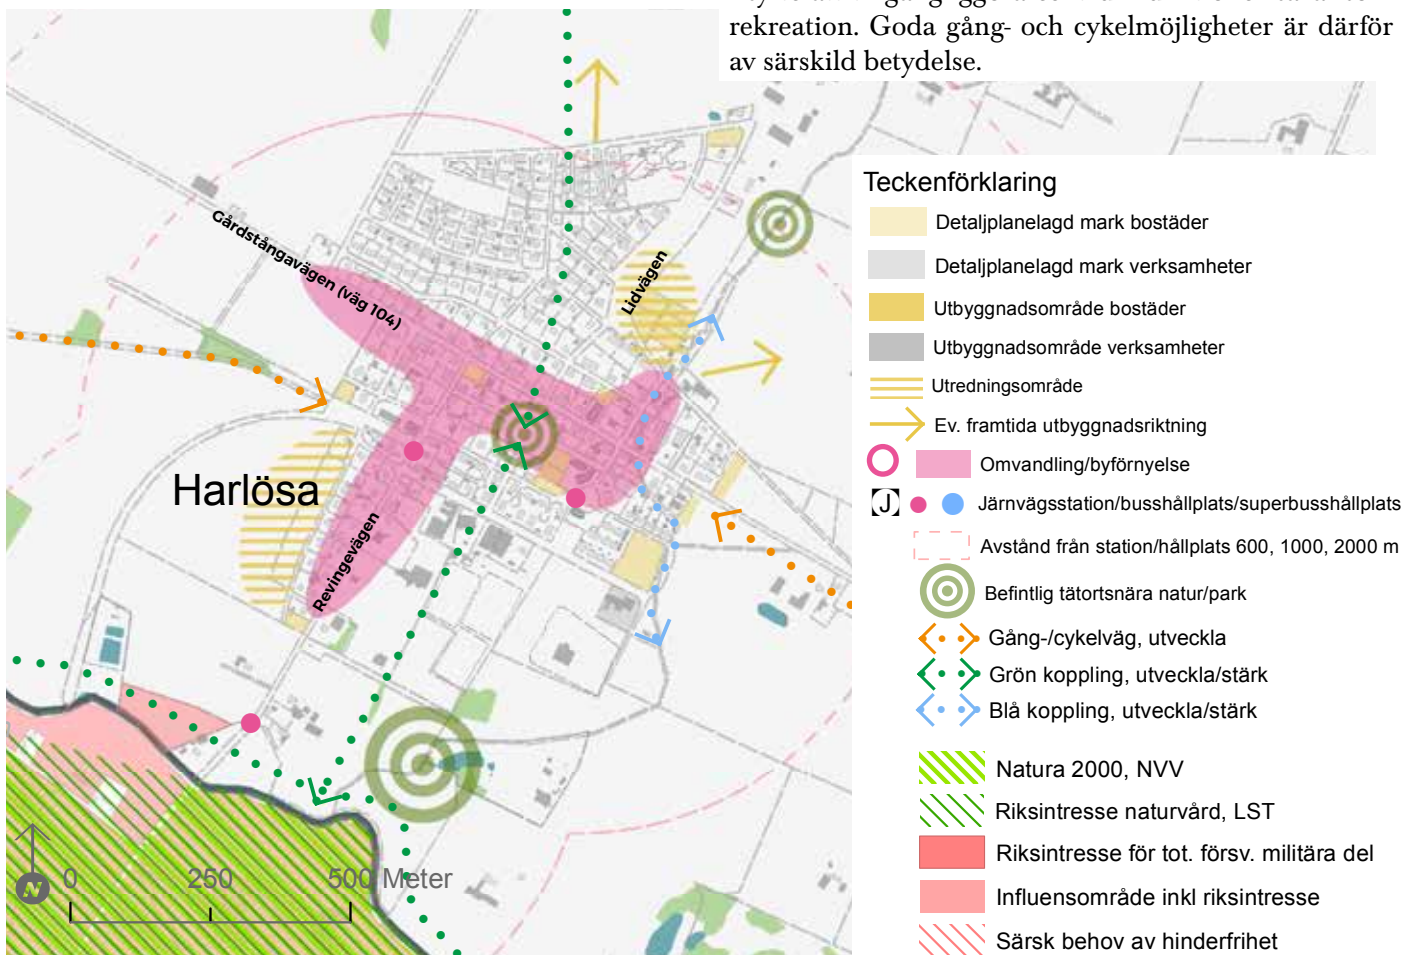 rekreation. Goda gång- och cykelmöjligheter är därför
av särskild betydelse.
Gårdstångavägen (väg 104)
Lidvägen
Harlösa
Revingevägen
N
0 250 500 Meter
Teckenförklaring
Detaljplanelagd mark bostäder
Detaljplanelagd mark verksamheter
Utbyggnadsområde bostäder
Utbyggnadsområde verksamheter
Utredningsområde
Ev. framtida utbyggnadsriktning
Omvandling/byförnyelse
J Järnvägsstation/busshållplats/superbusshållplats
Avstånd från station/hållplats 600, 1000, 2000 m
Befintlig tätortsnära natur/park
Gång-/cykelväg, utveckla
Grön koppling, utveckla/stärk
Blå koppling, utveckla/stärk
Natura 2000, NVV
Riksintresse naturvård, LST
Riksintresse för tot. försv. militära del
Influensområde inkl riksintresse
Särsk behov av hinderfrihet